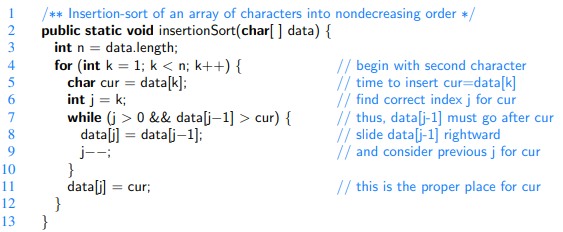 1 /** Insertion-sort of an array of characters into nondecreasing order */
2 public static void insertionSort(char[ ] data) {
3 int n = data.length;
4 for (int k = 1; k < n; k++) { // begin with second character
5 char cur = data[k]; // time to insert cur=data[k]
6 int j = k; // find correct index j for cur
7 while (j > 0 && data[j−1] > cur) { // thus, data[j-1] must go after cur
8 data[j] = data[j−1]; // slide data[j-1] rightward
9 j−−; // and consider previous j for cur
10 }
11 data[j] = cur; // this is the proper place for cur
12 }
13 }